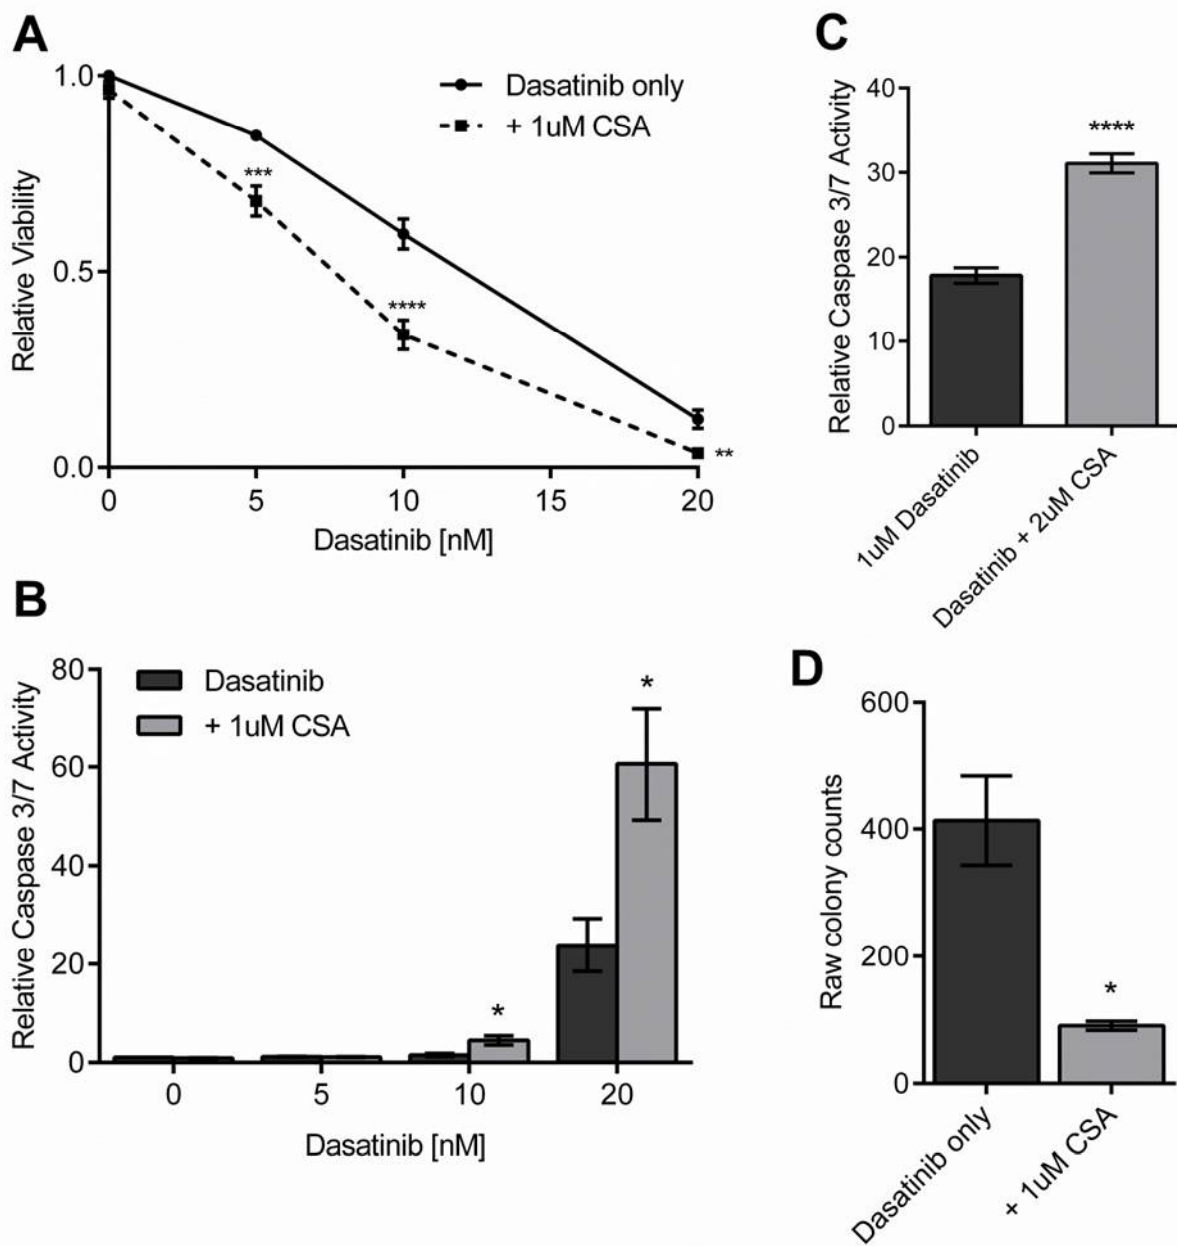 A
Relative Viability
1.0
0.5
0.0
Dasatinib only
+ 1uM CSA
***
****
**
0 5 10 15 20
Dasatinib [nM]
B
Relative Caspase 3/7 Activity
80
60
40
20
0
Dasatinib
+ 1uM CSA
*
*
0 5 10 20
Dasatinib [nM]
C
Relative Caspase 3/7 Activity
40
30
20
10
0
****
1uM Dasatinib
Dasatinib + 2uM CSA
D
Raw colony counts
600
400
200
0
*
Dasatinib only
+ 1uM CSA